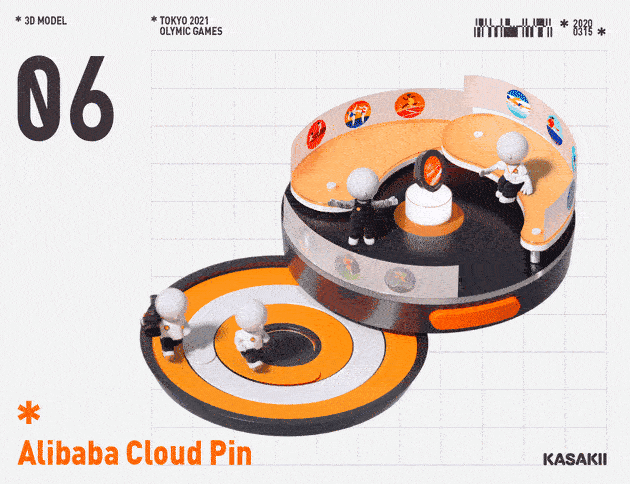 * 3D MODEL
* TOKYO 2021
OLYMIC GAMES
* 2020
0315 *
06
*
Alibaba Cloud Pin
KASAKII